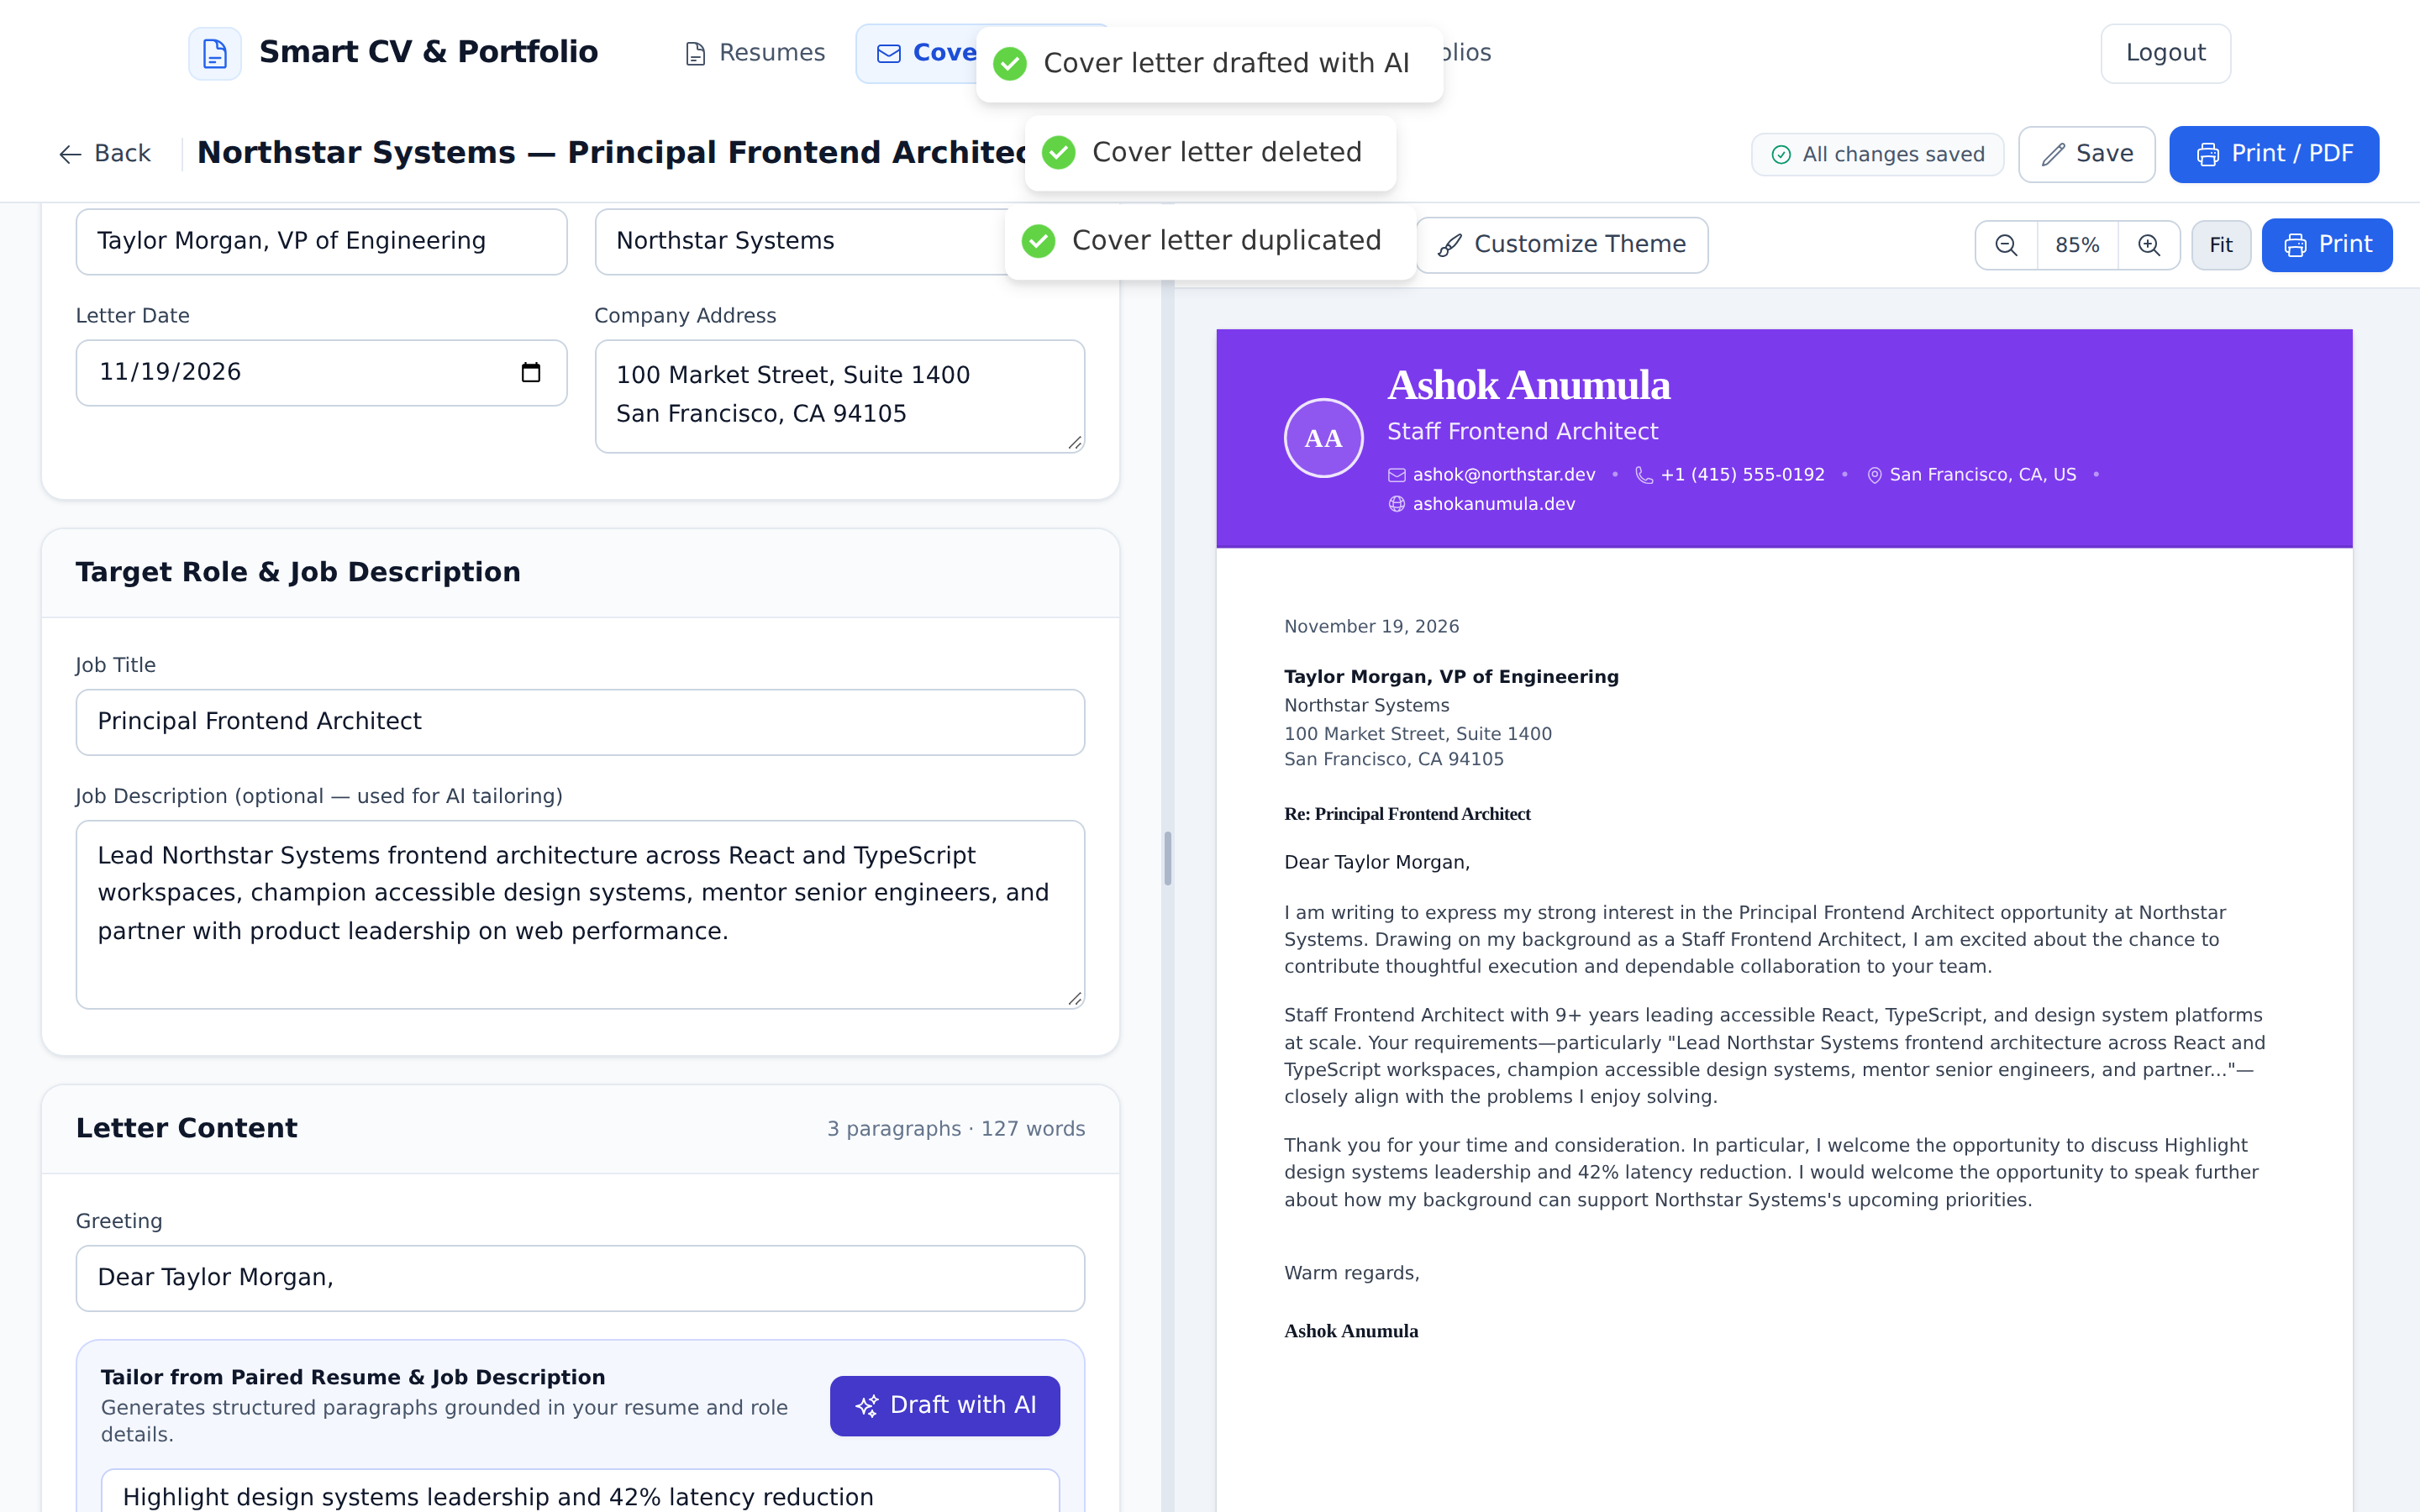 Smart CV & Portfolio
Resumes
Cove
olios
Logout
Cover letter drafted with AI
Cover letter deleted
Cover letter duplicated
Back
Northstar Systems — Principal Frontend Architec
All changes saved
Save
Print / PDF
Taylor Morgan, VP of Engineering
Northstar Systems
Letter Date
11/19/2026
Company Address
100 Market Street, Suite 1400
San Francisco, CA 94105
Target Role & Job Description
Job Title
Principal Frontend Architect
Job Description (optional — used for AI tailoring)
Lead Northstar Systems frontend architecture across React and TypeScript
workspaces, champion accessible design systems, mentor senior engineers, and
partner with product leadership on web performance.
Letter Content
3 paragraphs · 127 words
Greeting
Dear Taylor Morgan,
Tailor from Paired Resume & Job Description
Generates structured paragraphs grounded in your resume and role
details.
Draft with AI
Highlight design systems leadership and 42% latency reduction
Customize Theme
85%
Fit
Print
AA
Ashok Anumula
Staff Frontend Architect
ashok@northstar.dev • +1 (415) 555-0192 • San Francisco, CA, US •
ashokanumula.dev
November 19, 2026
Taylor Morgan, VP of Engineering
Northstar Systems
100 Market Street, Suite 1400
San Francisco, CA 94105
Re: Principal Frontend Architect
Dear Taylor Morgan,
I am writing to express my strong interest in the Principal Frontend Architect opportunity at Northstar
Systems. Drawing on my background as a Staff Frontend Architect, I am excited about the chance to
contribute thoughtful execution and dependable collaboration to your team.
Staff Frontend Architect with 9+ years leading accessible React, TypeScript, and design system platforms
at scale. Your requirements—particularly "Lead Northstar Systems frontend architecture across React and
TypeScript workspaces, champion accessible design systems, mentor senior engineers, and partner..."—
closely align with the problems I enjoy solving.
Thank you for your time and consideration. In particular, I welcome the opportunity to discuss Highlight
design systems leadership and 42% latency reduction. I would welcome the opportunity to speak further
about how my background can support Northstar Systems's upcoming priorities.
Warm regards,
Ashok Anumula